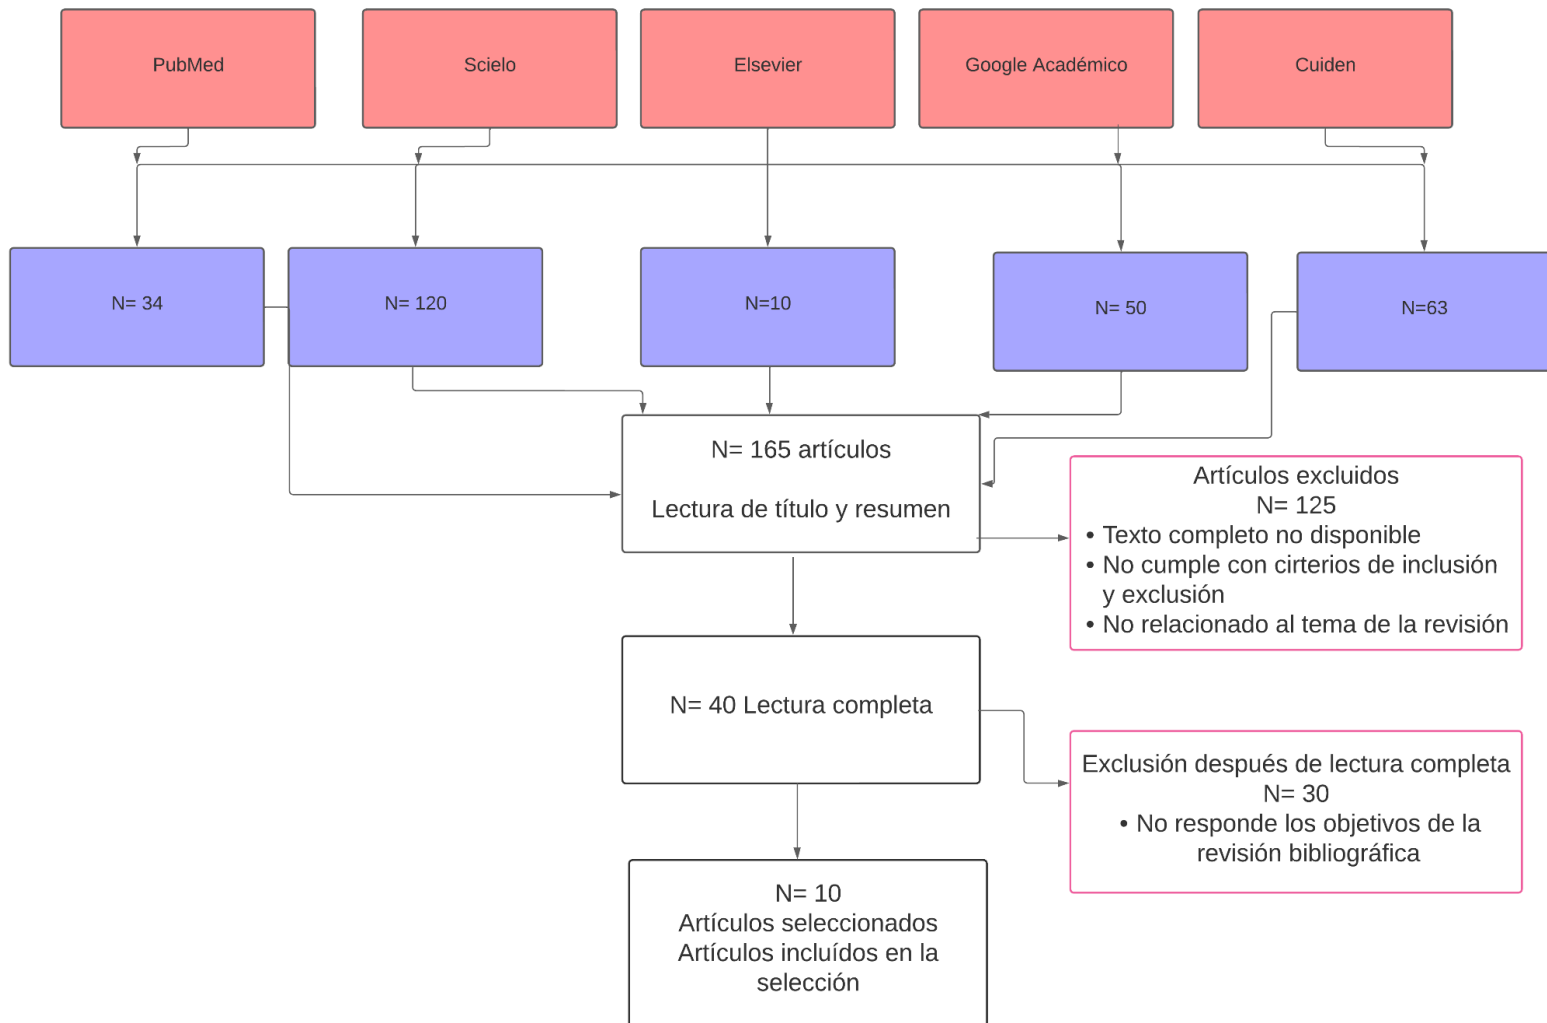 PubMed
Scielo
Elsevier
Google Académico
Cuiden
N= 34
N= 120
N=10
N= 50
N=63
N= 165 artículos
Lectura de título y resumen
Artículos excluidos
N= 125
• Texto completo no disponible
• No cumple con cirterios de inclusión
y exclusión
• No relacionado al tema de la revisión
N= 40 Lectura completa
Exclusión después de lectura completa
N= 30
• No responde los objetivos de la
revisión bibliográfica
N= 10
Artículos seleccionados
Artículos incluídos en la
selección